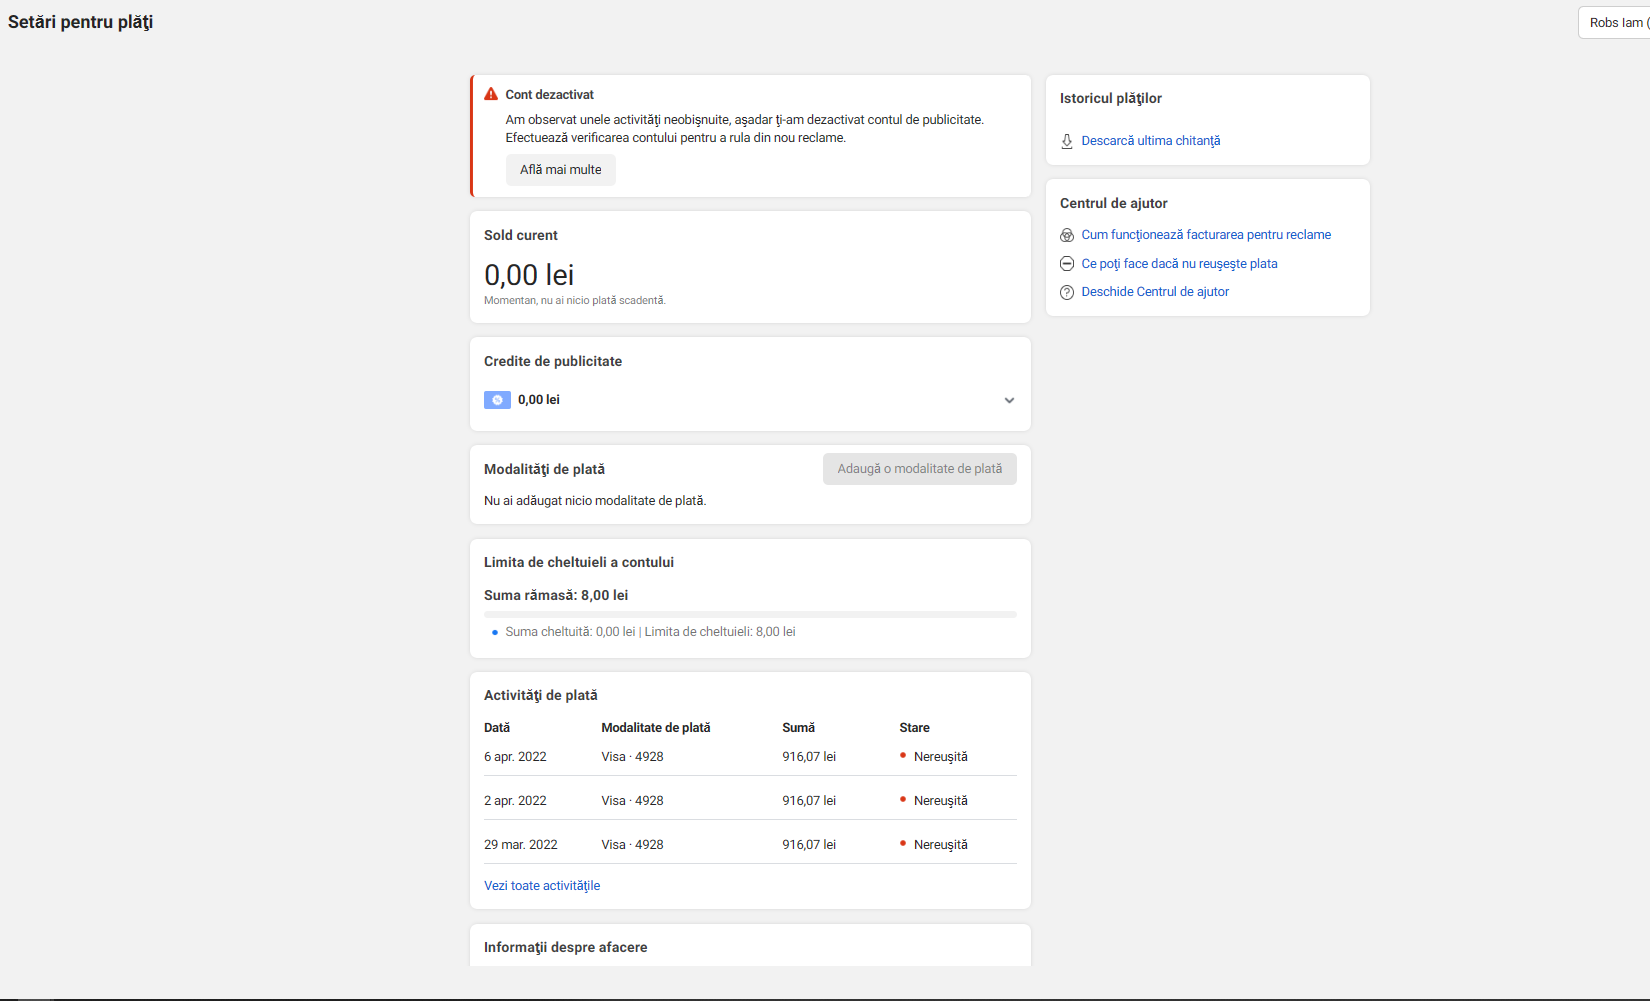 Setări pentru plăţi
Robs Iam (
Cont dezactivat
Am observat unele activităţi neobişnuite, aşadar ţi-am dezactivat contul de publicitate.
Efectuează verificarea contului pentru a rula din nou reclame.
Află mai multe
Sold curent
0,00 lei
Momentan, nu ai nicio plată scadentă.
Credite de publicitate
0,00 lei
Modalităţi de plată
Adaugă o modalitate de plată
Nu ai adăugat nicio modalitate de plată.
Limita de cheltuieli a contului
Suma rămasă: 8,00 lei
Suma cheltuită: 0,00 lei | Limita de cheltuieli: 8,00 lei
Activităţi de plată
Dată Modalitate de plată Sumă Stare
6 apr. 2022 Visa · 4928 916,07 lei Nereuşită
2 apr. 2022 Visa · 4928 916,07 lei Nereuşită
29 mar. 2022 Visa · 4928 916,07 lei Nereuşită
Vezi toate activităţile
Informaţii despre afacere
Istoricul plăţilor
Descarcă ultima chitanţă
Centrul de ajutor
Cum funcţionează facturarea pentru reclame
Ce poţi face dacă nu reuşeşte plata
Deschide Centrul de ajutor